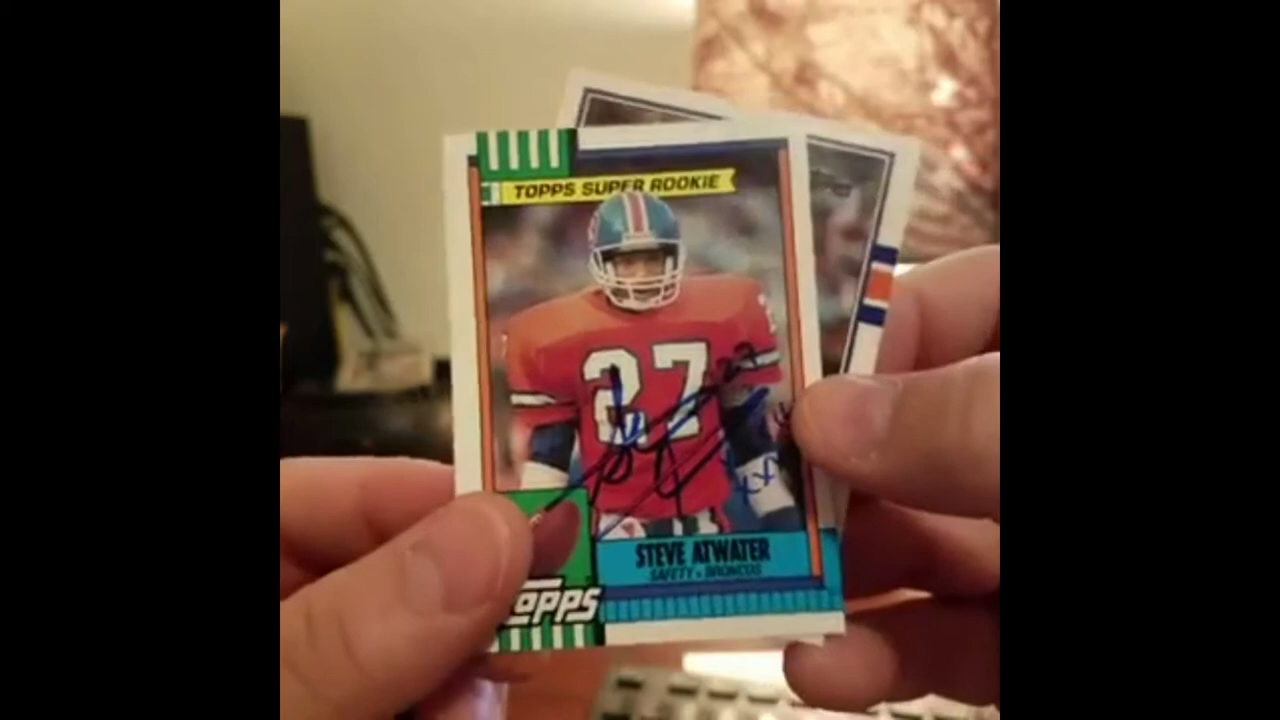 TOPPS SUPER ROOKIE
27
STEVE ATWATER
SAFETY • BRONCOS
TOPPS